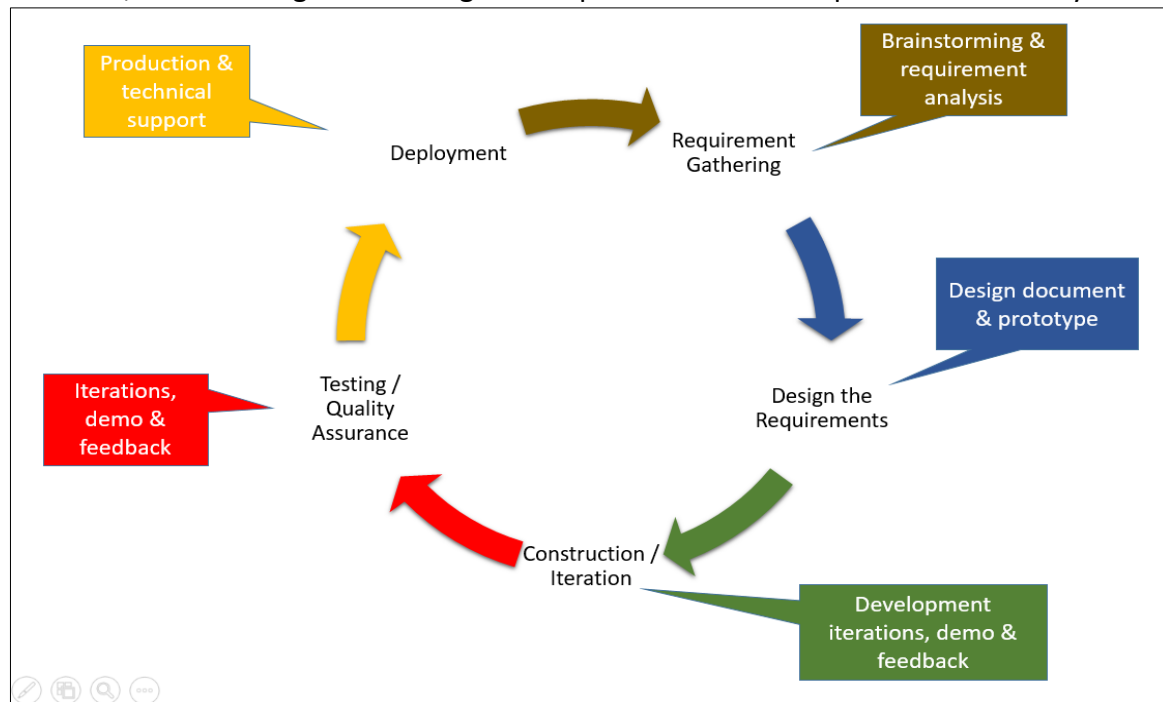 Production &
technical
support
Brainstorming &
requirement
analysis
Deployment
Requirement
Gathering
Design document
& prototype
Design the
Requirements
Iterations,
demo &
feedback
Testing /
Quality
Assurance
Construction /
Iteration
Development
iterations, demo &
feedback